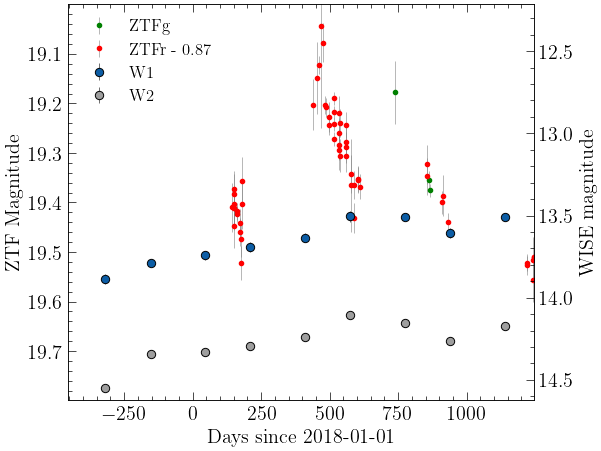 ZTFg
ZTFr - 0.87
W1
W2
19.1
19.2
19.3
19.4
19.5
19.6
19.7
ZTF Magnitude
12.5
13.0
13.5
14.0
14.5
WISE magnitude
−250
0
250
500
750
1000
Days since 2018-01-01